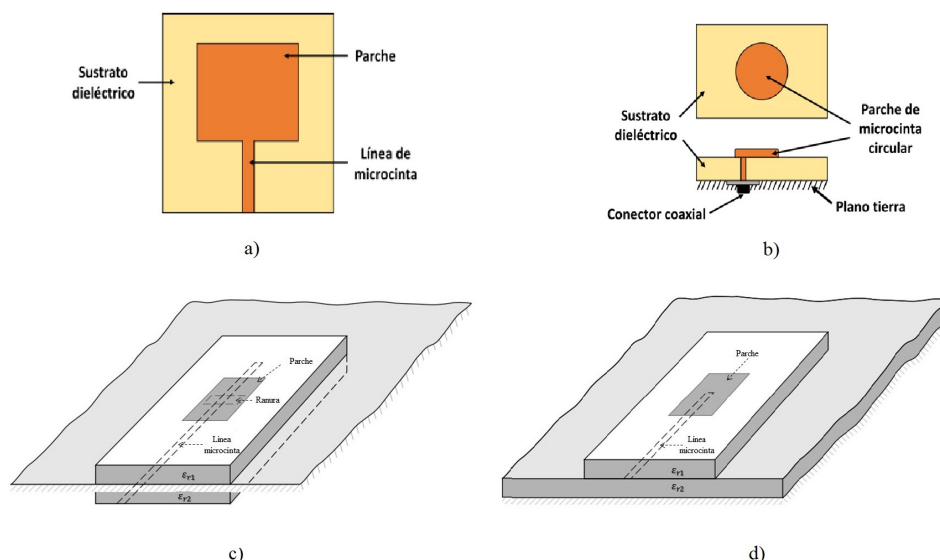 Sustrato
dieléctrico
Parche
Línea de
microcinta
a)
Sustrato
dieléctrico
Parche de
microcinta
circular
Conector coaxial
Plano tierra
b)
Parche
Ranura
Línea
microcinta
εr1
εr2
c)
Parche
Línea
microcinta
εr1
εr2
d)